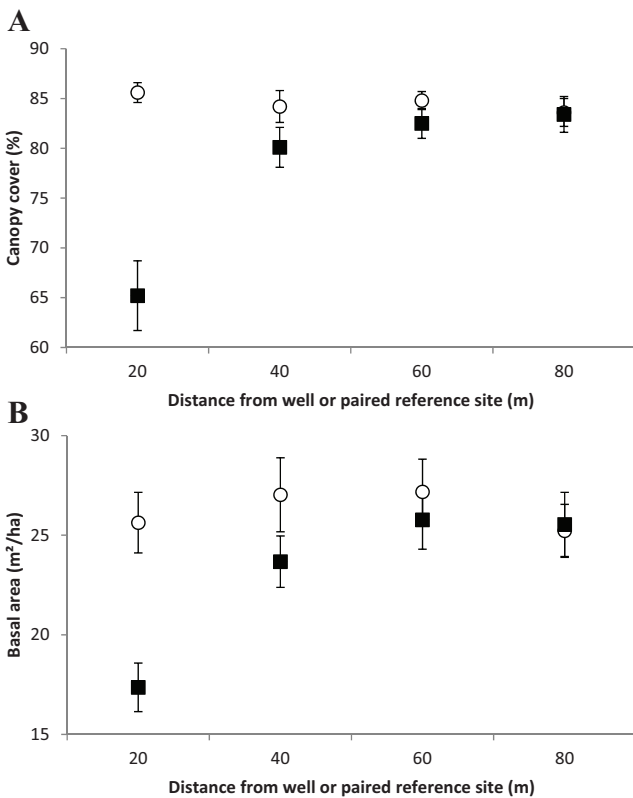 A
90
85
80
75
70
65
60
Canopy cover (%)
20 40 60 80
Distance from well or paired reference site (m)
B
30
25
20
15
Basal area (m²/ha)
20 40 60 80
Distance from well or paired reference site (m)